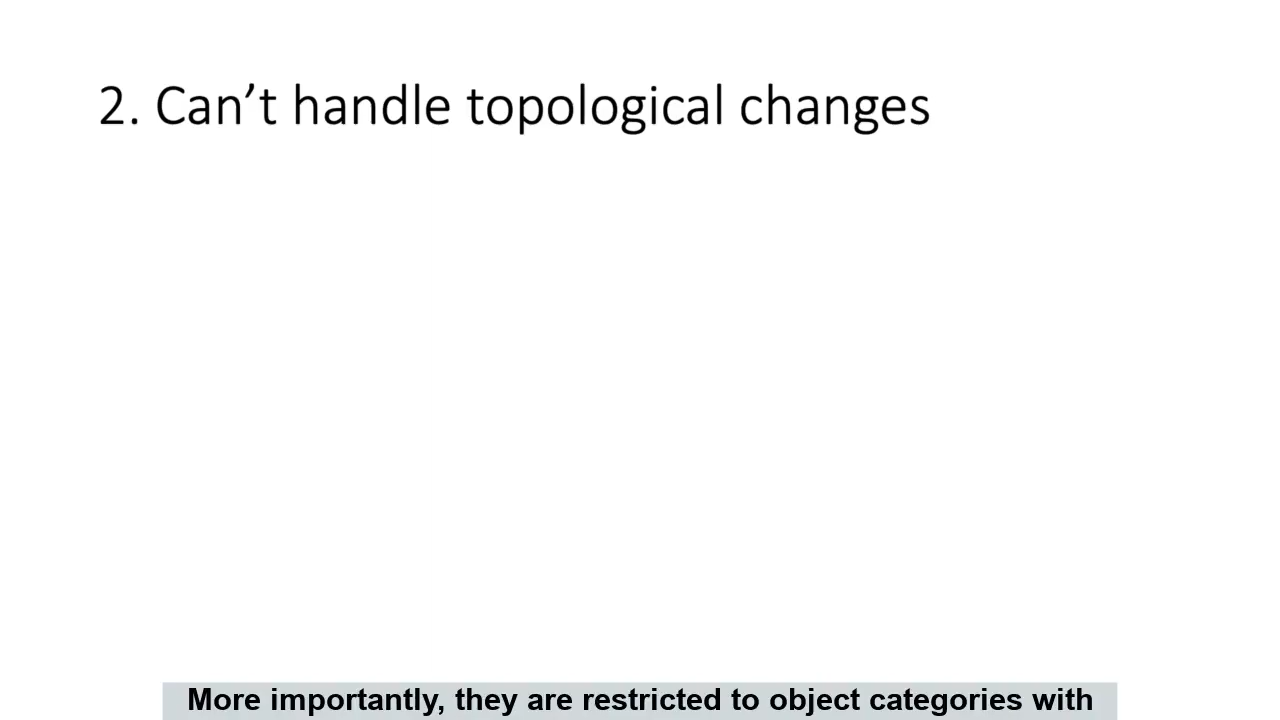 2. Can’t handle topological changes
More importantly, they are restricted to object categories with